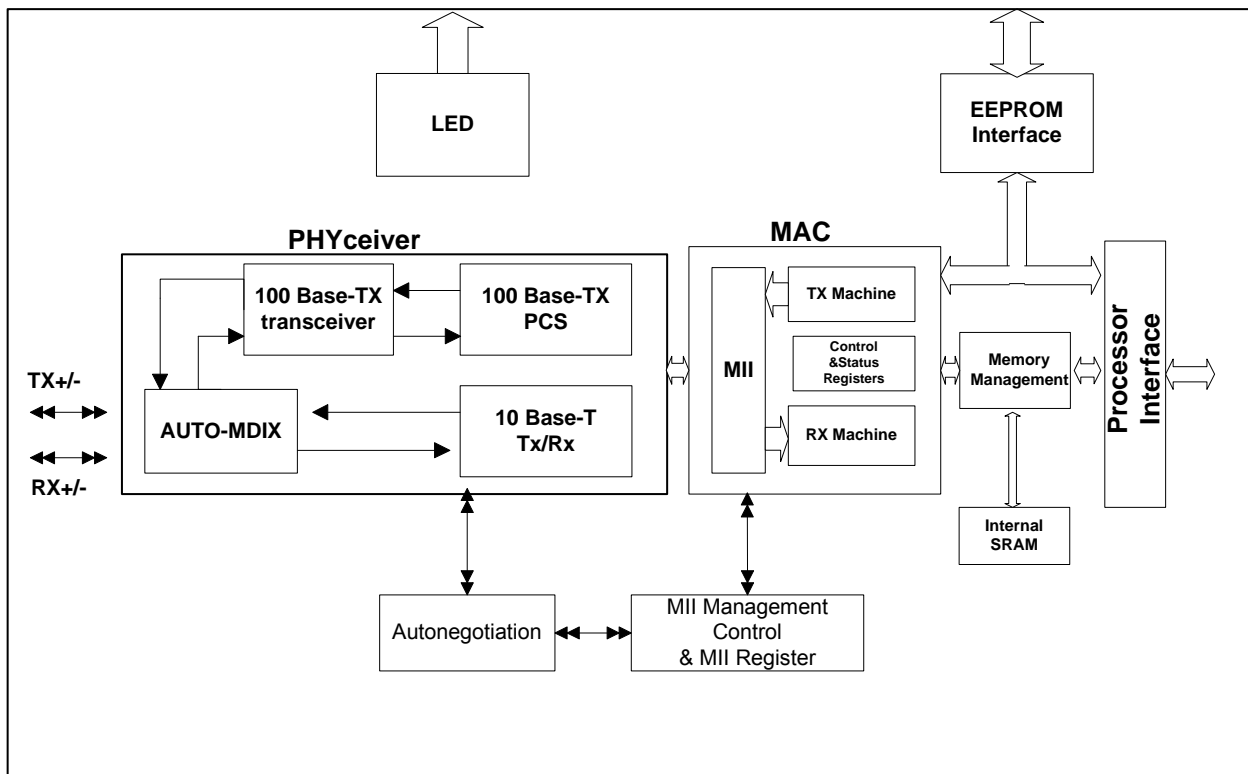 LED
EEPROM
Interface
PHYceiver
MAC
100 Base-TX
transceiver
100 Base-TX
PCS
MII
TX Machine
Control
&Status
Registers
Memory
Management
Processor
Interface
TX+/-
AUTO-MDIX
10 Base-T
Tx/Rx
RX Machine
RX+/-
Internal
SRAM
Autonegotiation
MII Management
Control
& MII Register